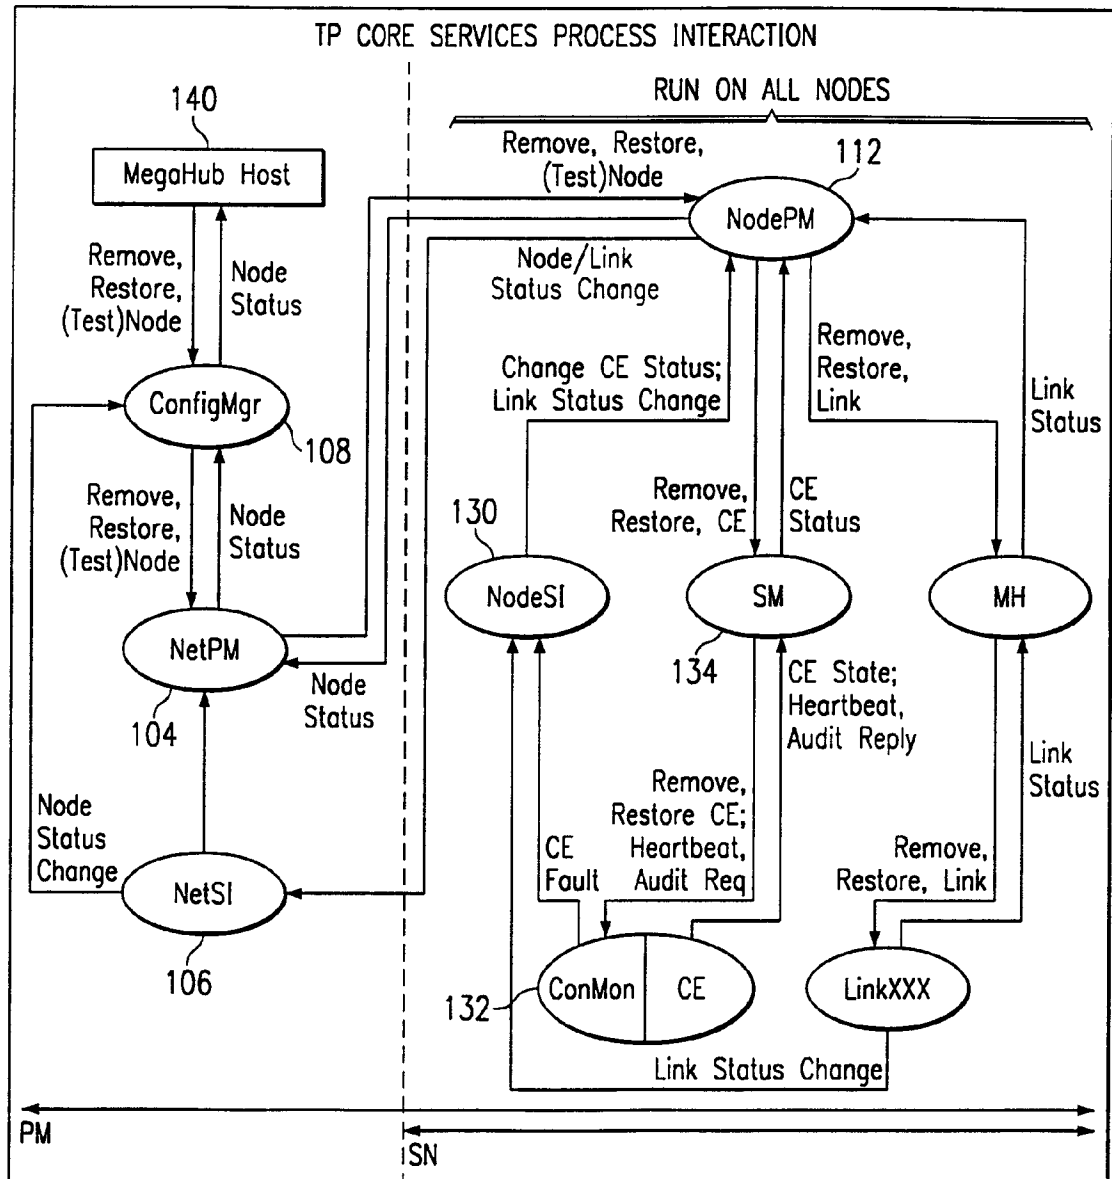 TP CORE SERVICES PROCESS INTERACTION
RUN ON ALL NODES
140
MegaHub Host
Remove,
Restore,
(Test)Node
Node
Status
Remove, Restore,
(Test)Node
112
NodePM
Node/Link
Status Change
ConfigMgr
108
Change CE Status;
Link Status Change
Remove,
Restore,
Link
Link
Status
Remove,
Restore,
(Test)Node
Node
Status
130
Remove,
Restore, CE
CE
Status
NodeSI
SM
MH
134
NetPM
104
Node
Status
CE State;
Heartbeat,
Audit Reply
Link
Status
Node
Status
Change
CE
Fault
Remove,
Restore CE;
Heartbeat,
Audit Req
Remove,
Restore, Link
NetSI
106
132
ConMon
CE
LinkXXX
Link Status Change
PM
SN